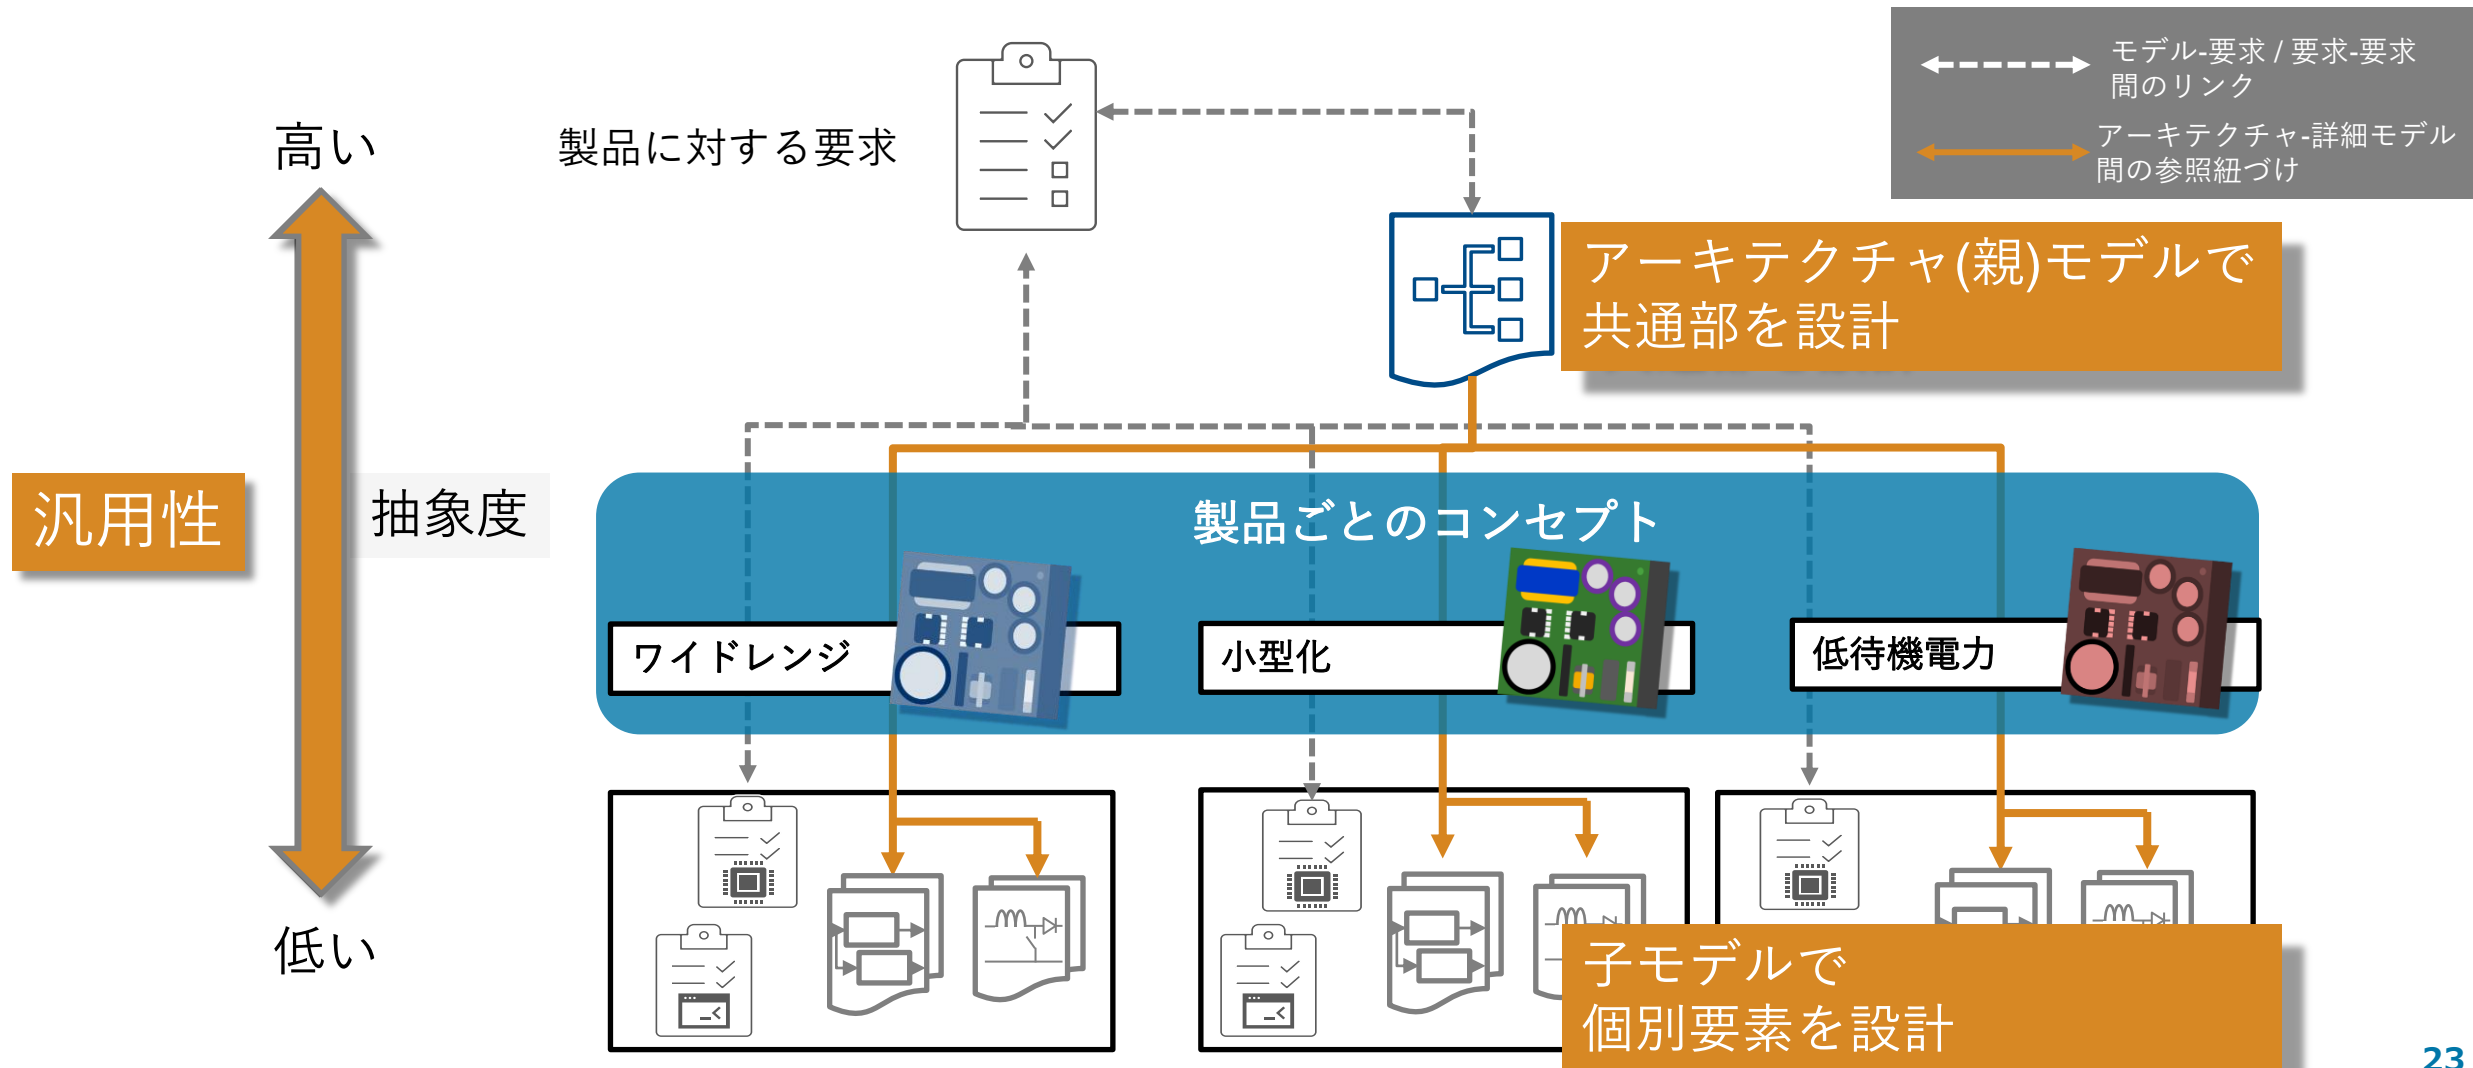 モデル-要求 / 要求-要求
間のリンク
アーキテクチャ-詳細モデル
間の参照紐づけ
高い
製品に対する要求
アーキテクチャ(親)モデルで
共通部を設計
汎用性
抽象度
製品ごとのコンセプト
ワイドレンジ
小型化
低待機電力
低い
子モデルで
個別要素を設計
23